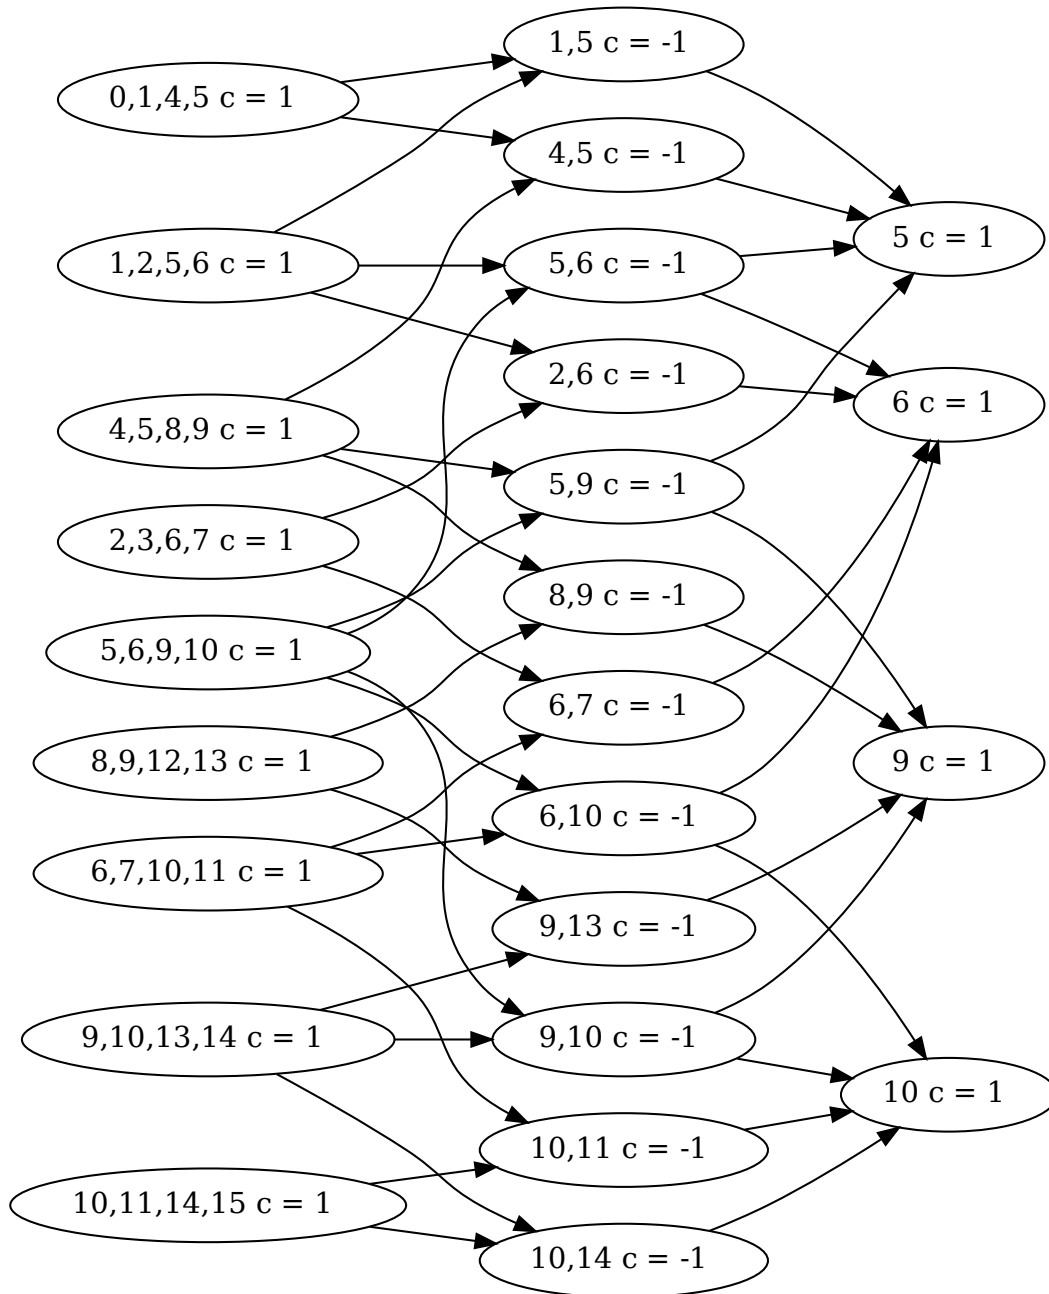 0,1,4,5 c = 1
1,2,5,6 c = 1
4,5,8,9 c = 1
2,3,6,7 c = 1
5,6,9,10 c = 1
8,9,12,13 c = 1
6,7,10,11 c = 1
9,10,13,14 c = 1
10,11,14,15 c = 1
1,5 c = -1
4,5 c = -1
5,6 c = -1
2,6 c = -1
5,9 c = -1
8,9 c = -1
6,7 c = -1
6,10 c = -1
9,13 c = -1
9,10 c = -1
10,11 c = -1
10,14 c = -1
5 c = 1
6 c = 1
9 c = 1
10 c = 1